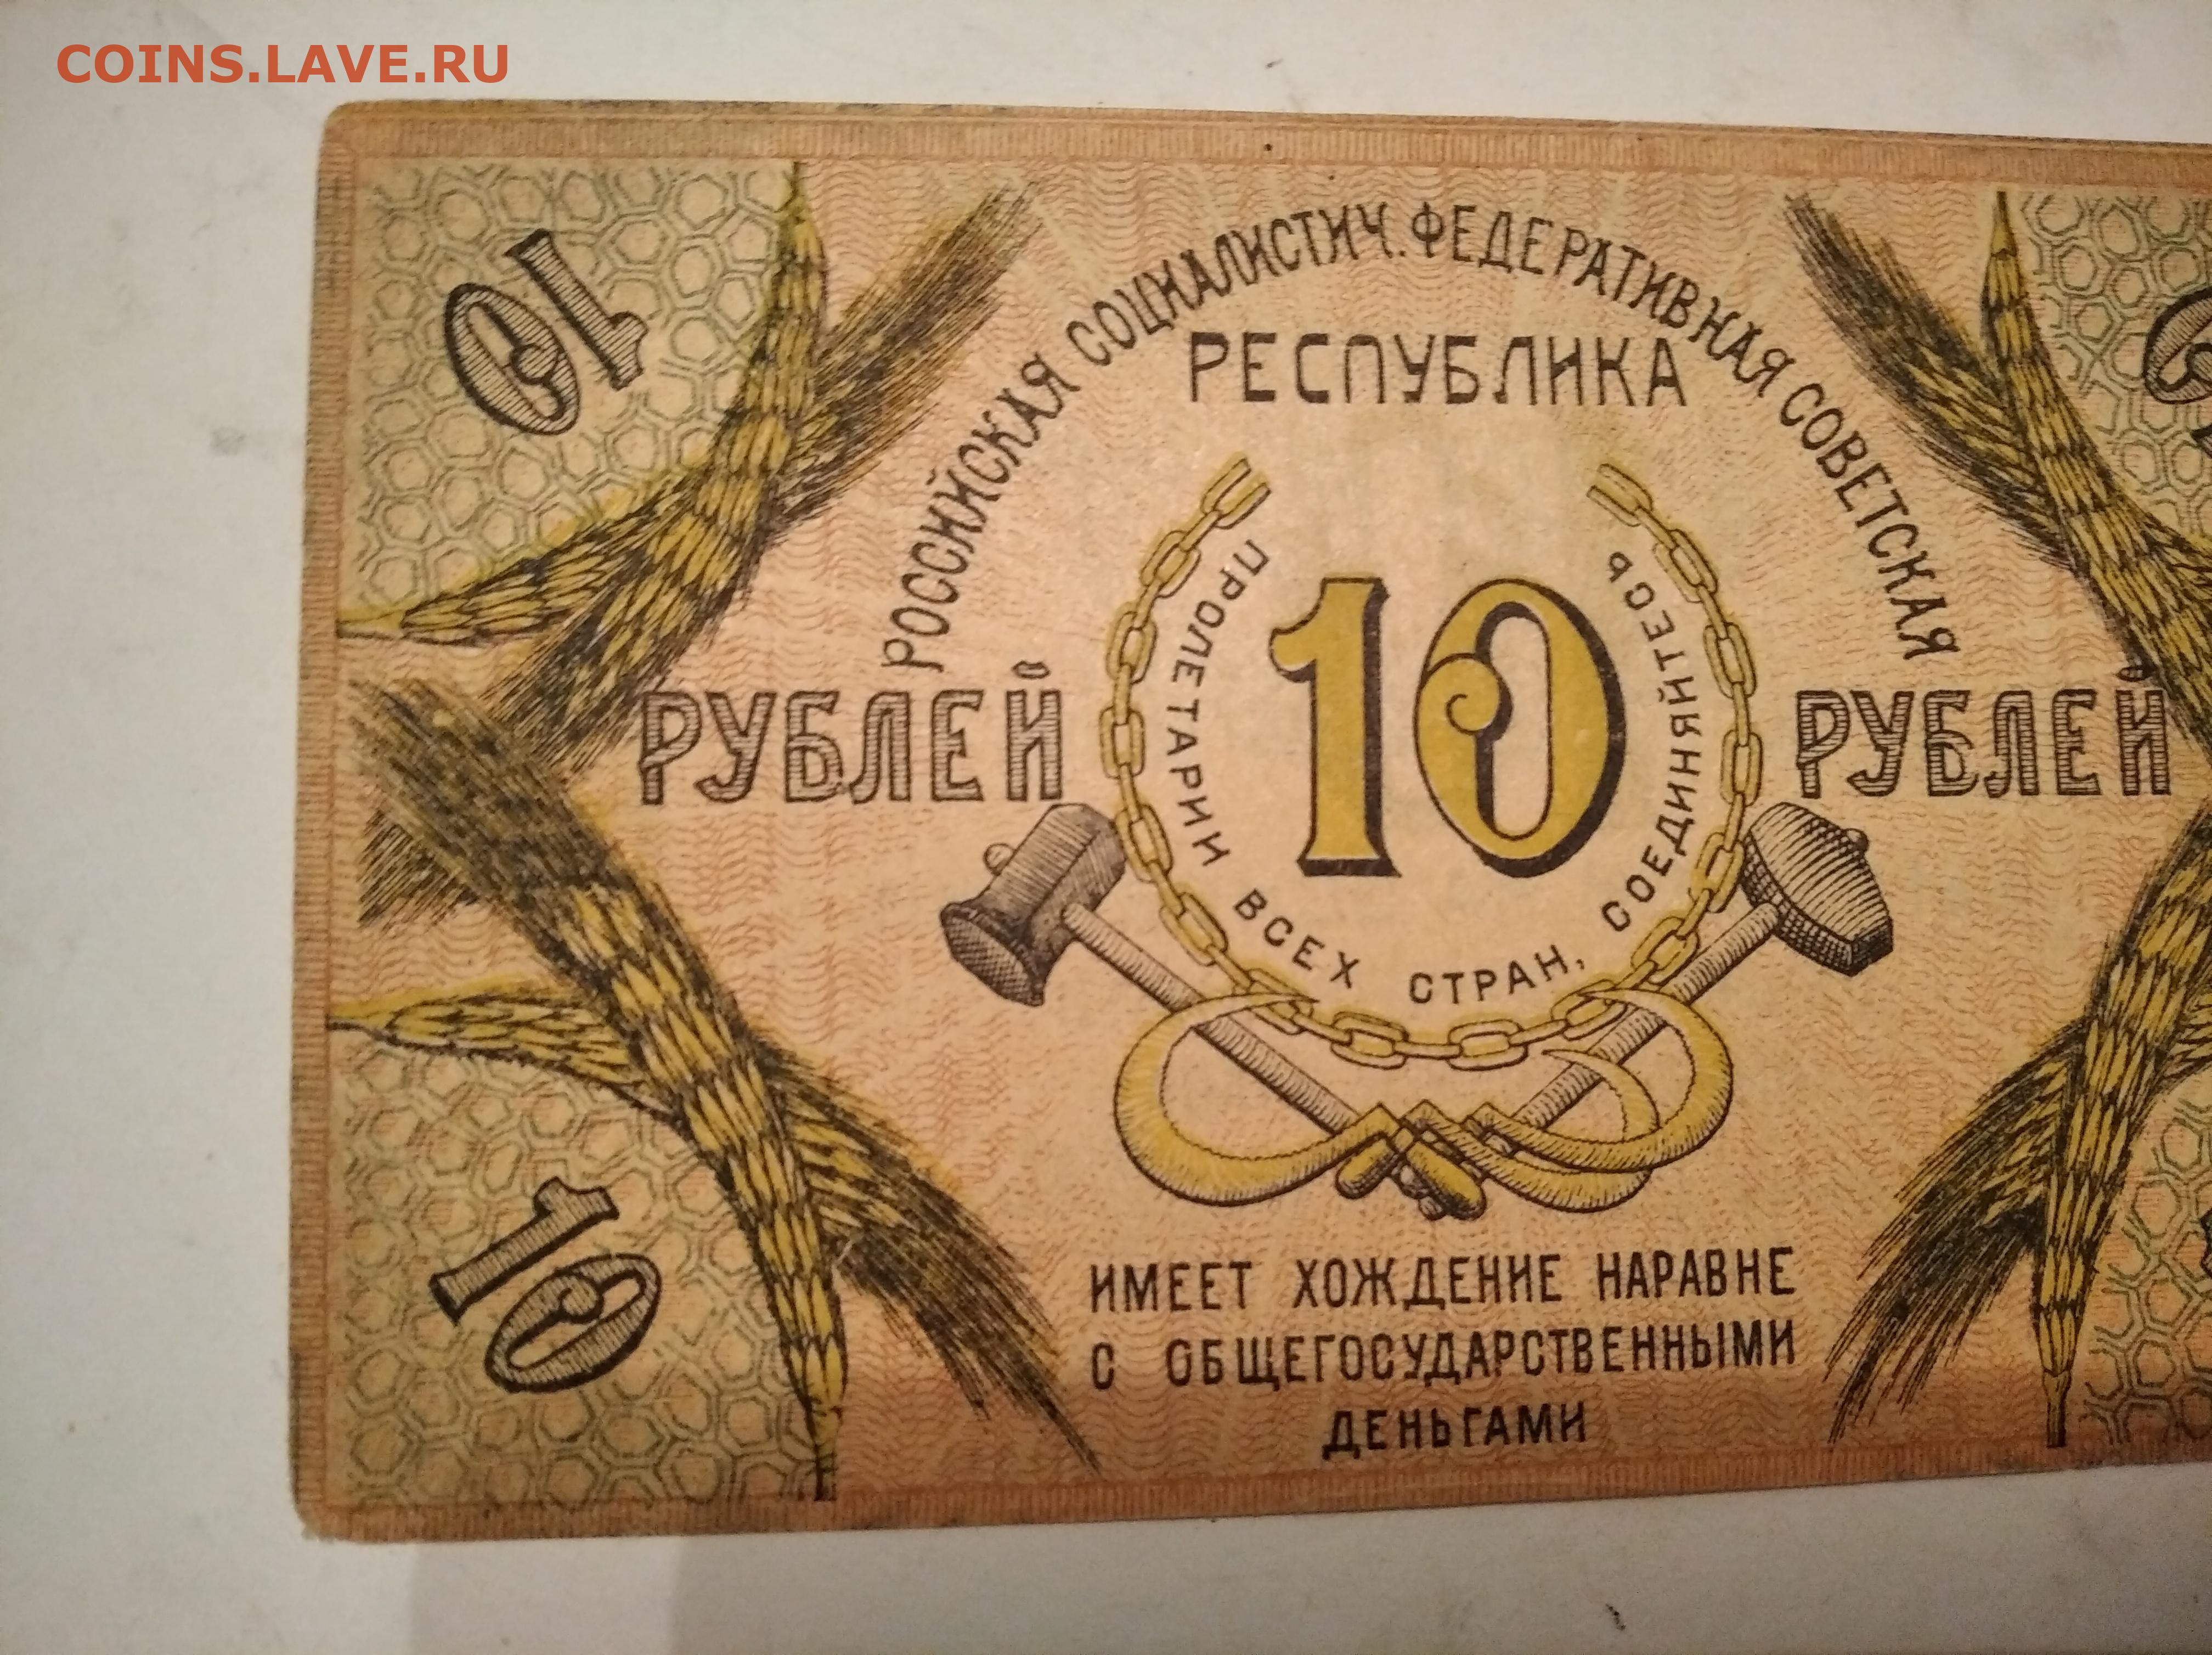 COINS.LAVE.RU
10
РОССИЙСКАЯ СОЦИАЛИСТИЧ. ФЕДЕРАТИВНАЯ СОВЕТСКАЯ
РЕСПУБЛИКА
РУБЛЕЙ
10
РУБЛЕЙ
ПРОЛЕТАРИИ ВСЕХ СТРАН, СОЕДИНЯЙТЕСЬ
10
ИМЕЕТ ХОЖДЕНИЕ НАРАВНЕ
С ОБЩЕГОСУДАРСТВЕННЫМИ
ДЕНЬГАМИ